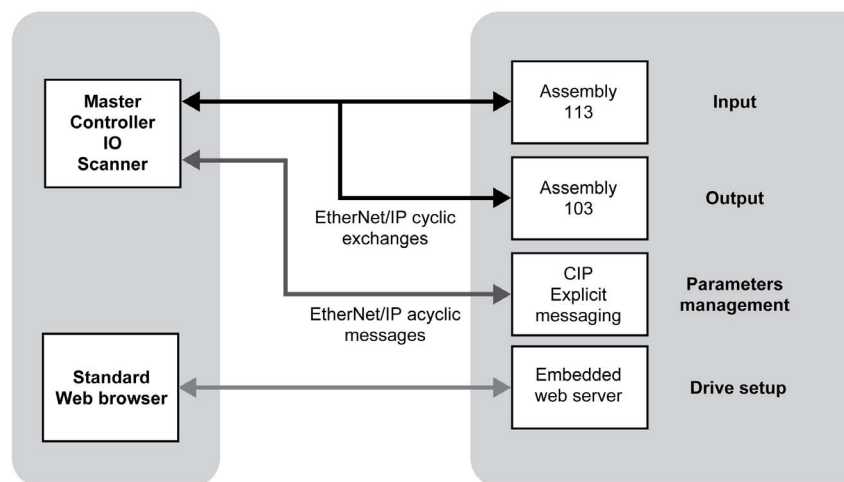 Master
Controller
IO
Scanner
Assembly
113
Input
Assembly
103
Output
EtherNet/IP cyclic
exchanges
CIP
Explicit
messaging
Parameters
management
EtherNet/IP acyclic
messages
Standard
Web browser
Embedded
web server
Drive setup